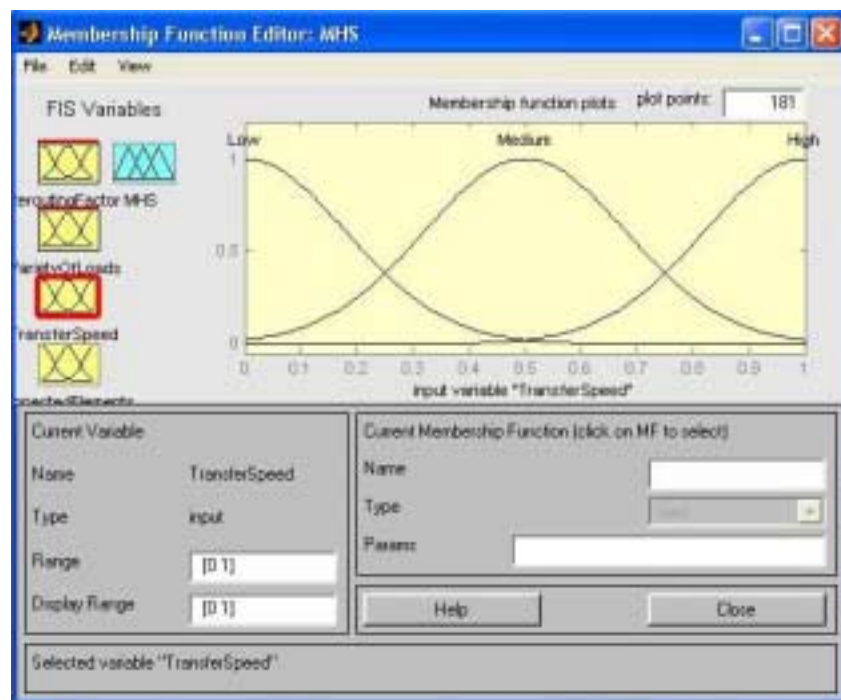 Membership Function Editor: MHS
File Edit View
FIS Variables
Membership function plots
plot points:
181
Low
Medium
High
1
0.5
0
0 0.1 0.2 0.3 0.4 0.5 0.6 0.7 0.8 0.9 1
input variable "TransferSpeed"
eroutingFactor MHS
VarietyOfLoads
TransferSpeed
nnectedElements
Current Variable
Name TransferSpeed
Type input
Range [0 1]
Display Range [0 1]
Current Membership Function (click on MF to select)
Name
Type
Params
Help
Close
Selected variable "TransferSpeed"